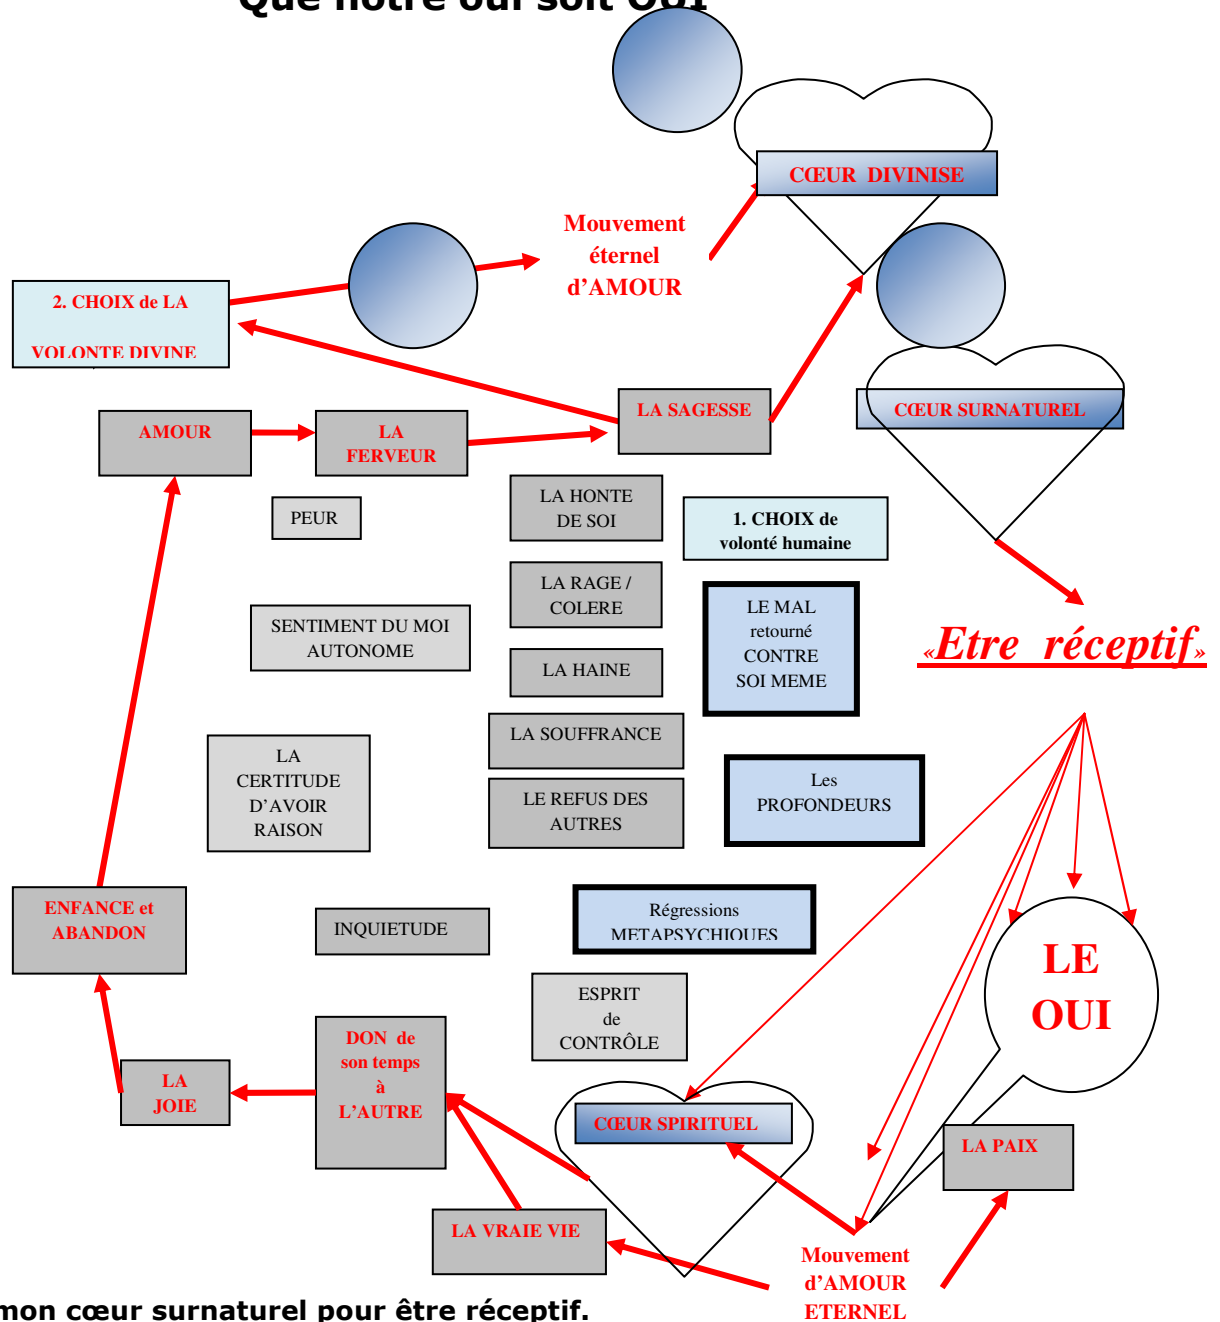 Que notre oui soit OUI
CŒUR DIVINISE
Mouvement
éternel
d’AMOUR
2. CHOIX de LA
VOLONTE DIVINE
LA SAGESSE
CŒUR SURNATUREL
AMOUR
LA
FERVEUR
PEUR
LA HONTE
DE SOI
1. CHOIX de
volonté humaine
LA RAGE /
COLERE
SENTIMENT DU MOI
AUTONOME
LE MAL
retourné
CONTRE
SOI MEME
«Etre réceptif»
LA HAINE
LA SOUFFRANCE
LA
CERTITUDE
D’AVOIR
RAISON
Les
PROFONDEURS
LE REFUS DES
AUTRES
ENFANCE et
ABANDON
INQUIETUDE
Régressions
METAPSYCHIQUES
LE
OUI
ESPRIT
de
CONTRÔLE
DON de
son temps
à
L’AUTRE
LA
JOIE
CŒUR SPIRITUEL
LA PAIX
LA VRAIE VIE
Mouvement
d’AMOUR
ETERNEL
mon cœur surnaturel pour être réceptif.